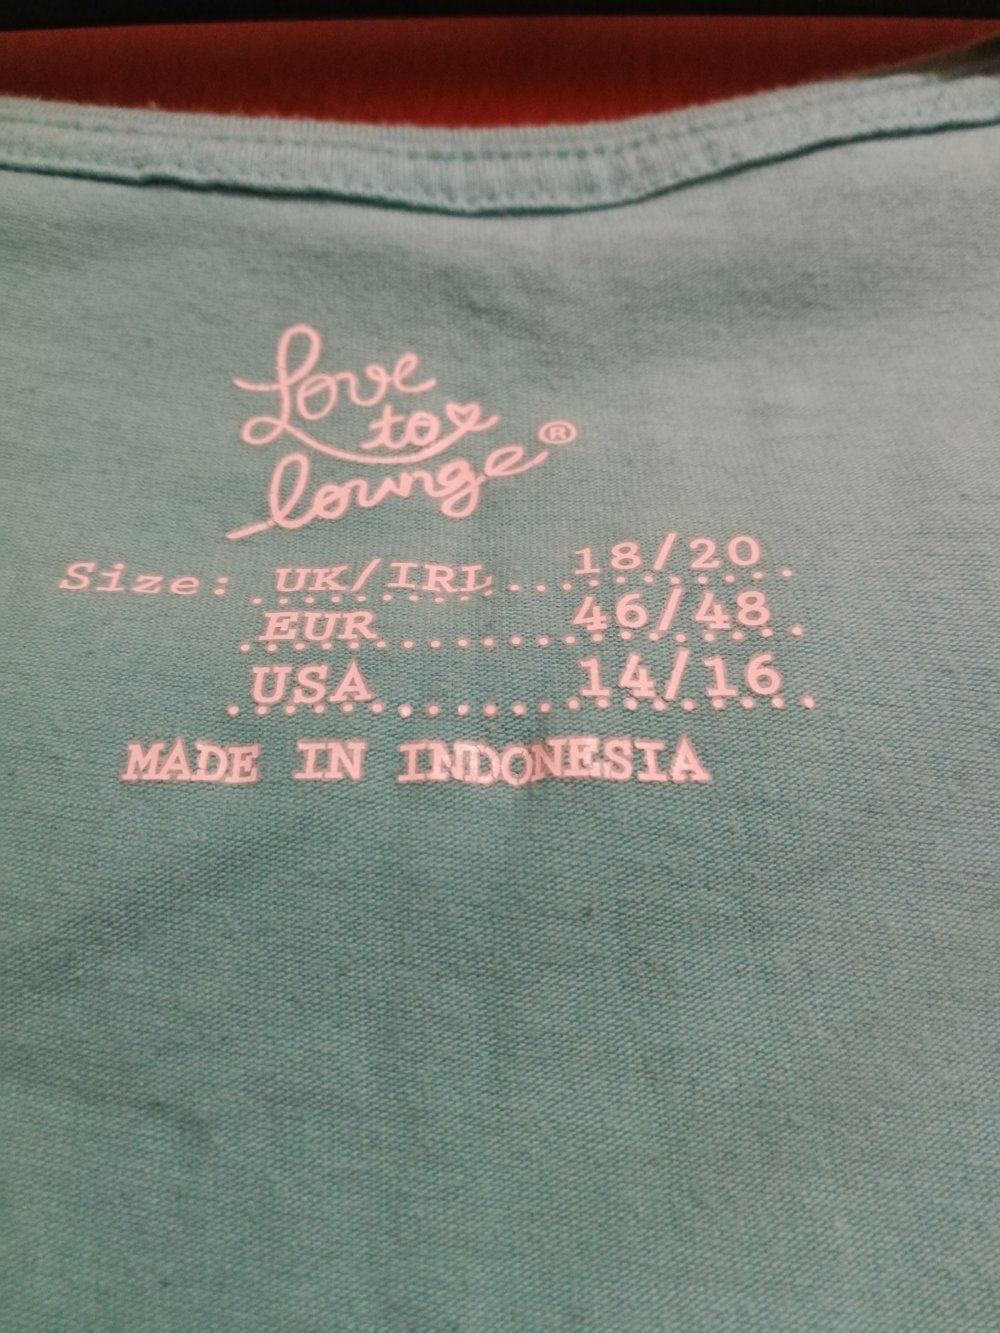 Love
to
lounge®
Size: UK/IRL...18/20
EUR..........46/48
USA..........14/16
MADE IN INDONESIA